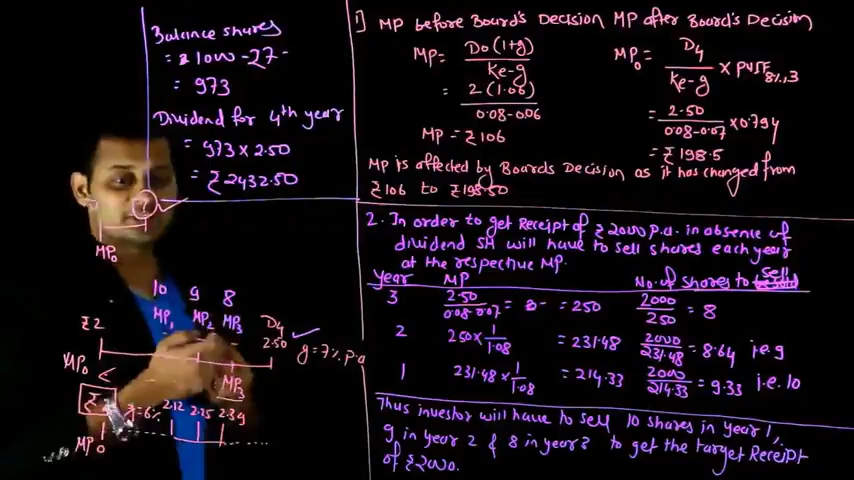 Balance shares
= 1000 - 27
= 973
Dividend for 4th year
= 973 x 2.50
= ₹ 2432.50
?
MP0
10 9 8
MP1 MP2 MP3
₹2
D4
2.50
g = 7% p.a
MP0 <
MP3
₹
g = 6%
2.12 2.25 2.39
MP0
1] MP before Board's Decision MP after Board's Decision
MP = D0(1+g) / Ke-g
= 2(1.06) / 0.08-0.06
MP = ₹106
MP0 = D4 / Ke-g x PVIF 8%,3
= 2.50 / 0.08-0.07 x 0.794
= ₹198.5
MP is affected by Boards Decision as it has changed from
₹106 to ₹198.50
2. In order to get Receipt of ₹2000 p.a. in absence of
dividend SH will have to sell shares each year
at the respective MP.
Year MP No. of shares to sell
3 2.50 / 0.08-0.07 = = 250 2000 / 250 = 8
2 250 x 1 / 1.08 = 231.48 2000 / 231.48 = 8.64 i.e 9
1 231.48 x 1 / 1.08 = 214.33 2000 / 214.33 = 9.33 i.e. 10
Thus investor will have to sell 10 shares in year 1,
9 in year 2 & 8 in year 3 to get the target Receipt
of ₹2000.